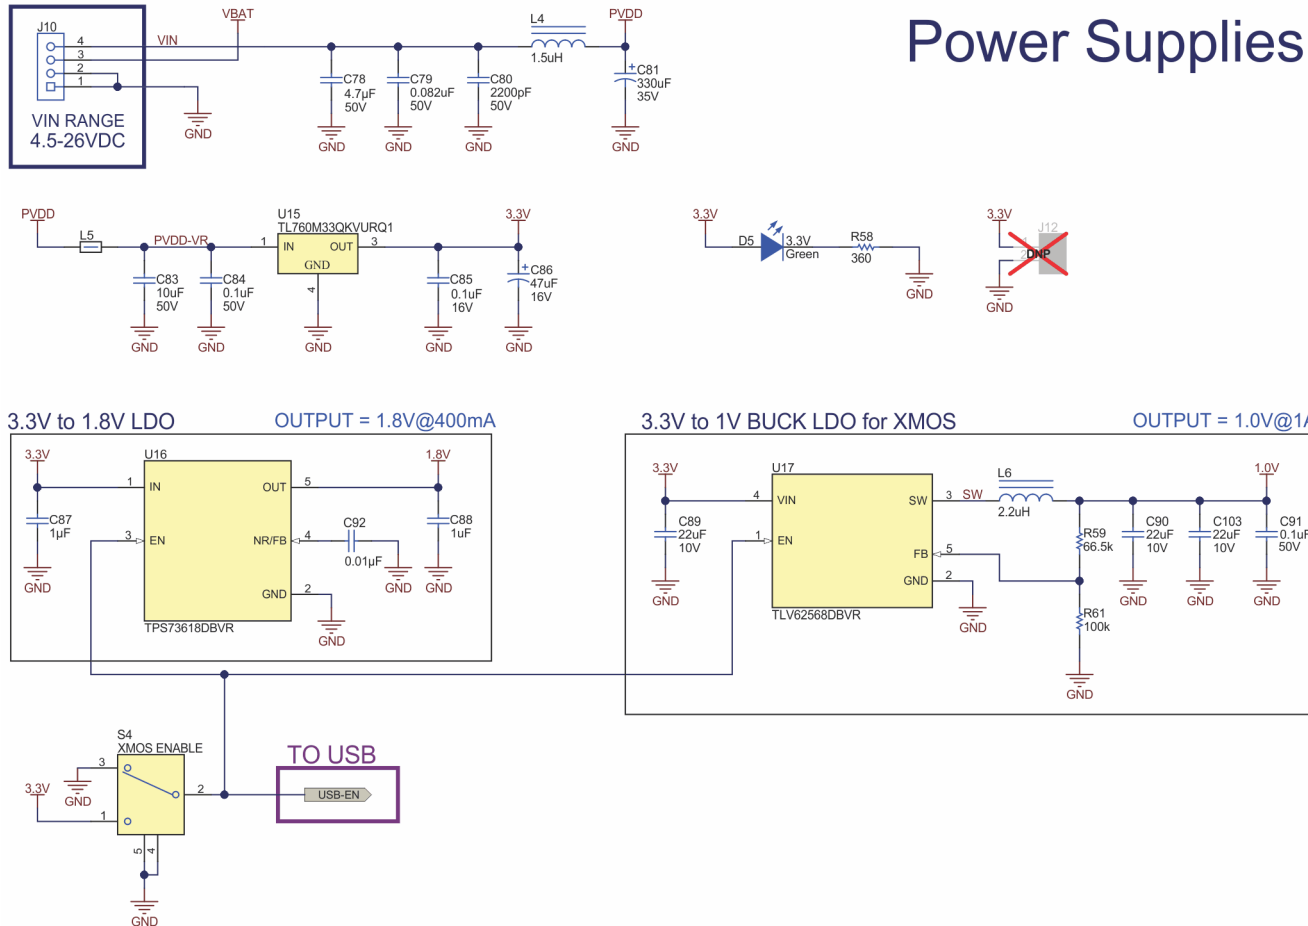 Power Supplies
J10
4
3
2
1
VIN
VBAT
GND
VIN RANGE
4.5-26VDC
C78
4.7µF
50V
GND
C79
0.082uF
50V
GND
C80
2200pF
50V
GND
L4
1.5uH
PVDD
+
C81
330uF
35V
GND
PVDD
L5
PVDD-VR
C83
10uF
50V
GND
C84
0.1uF
50V
GND
U15
TL760M33QKVURQ1
1
IN
OUT
3
GND
4
GND
C85
0.1uF
16V
GND
3.3V
+
C86
47uF
16V
GND
3.3V
D5
3.3V
Green
R58
360
GND
3.3V
J12
1
2
DNP
GND
3.3V to 1.8V LDO
OUTPUT = 1.8V@400mA
3.3V
C87
1µF
GND
U16
1
IN
OUT
5
3
EN
NR/FB
4
GND
2
TPS73618DBVR
C92
0.01µF
GND
1.8V
C88
1uF
GND
GND
3.3V to 1V BUCK LDO for XMOS
OUTPUT = 1.0V@1A
3.3V
C89
22uF
10V
GND
U17
4
VIN
SW
3
SW
1
EN
FB
5
GND
2
TLV62568DBVR
GND
L6
2.2uH
R59
66.5k
R61
100k
GND
C90
22uF
10V
GND
C103
22uF
10V
GND
1.0V
C91
0.1uF
50V
GND
S4
XMOS ENABLE
3
GND
3.3V
1
2
5
4
GND
TO USB
USB-EN